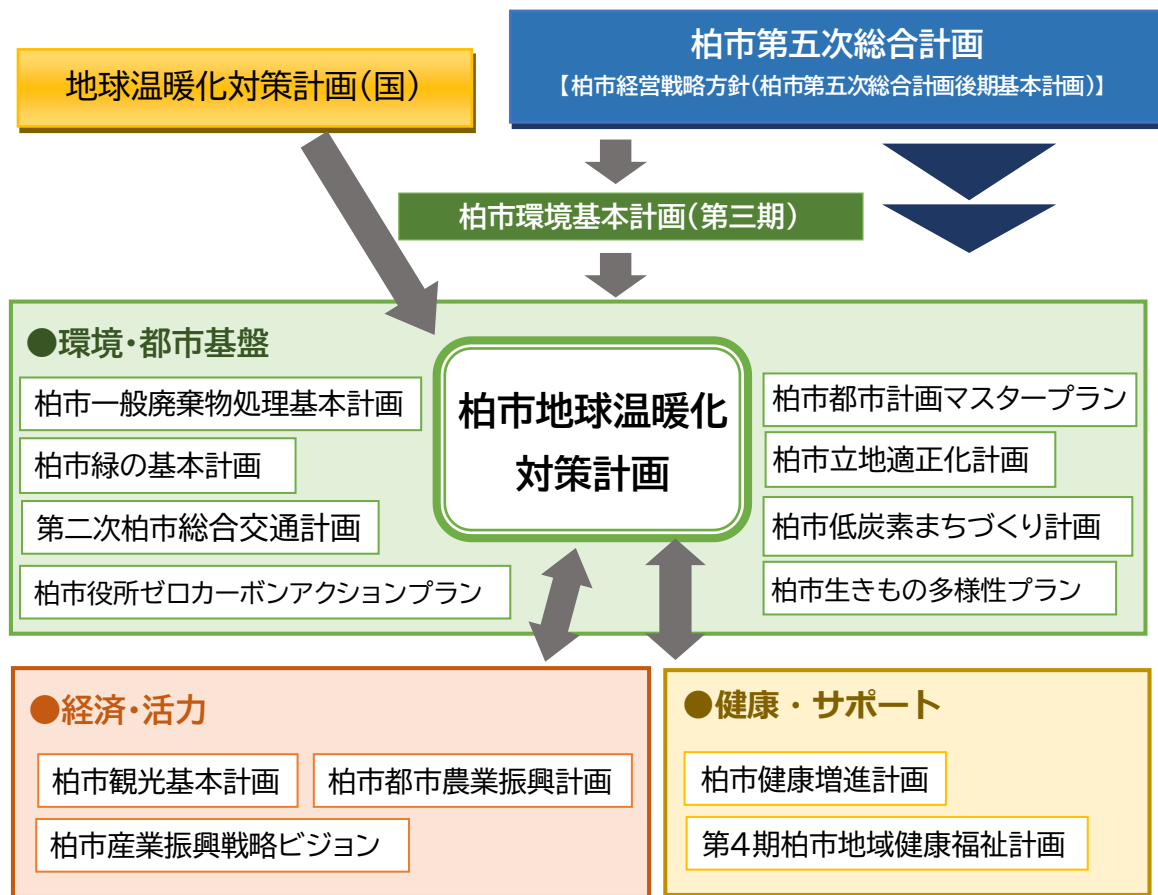 地球温暖化対策計画(国)
柏市第五次総合計画
【柏市経営戦略方針(柏市第五次総合計画後期基本計画)】
柏市環境基本計画(第三期)
●環境・都市基盤
柏市一般廃棄物処理基本計画
柏市緑の基本計画
第二次柏市総合交通計画
柏市役所ゼロカーボンアクションプラン
柏市地球温暖化
対策計画
柏市都市計画マスタープラン
柏市立地適正化計画
柏市低炭素まちづくり計画
柏市生きもの多様性プラン
●経済・活力
柏市観光基本計画
柏市都市農業振興計画
柏市産業振興戦略ビジョン
●健康・サポート
柏市健康増進計画
第4期柏市地域健康福祉計画